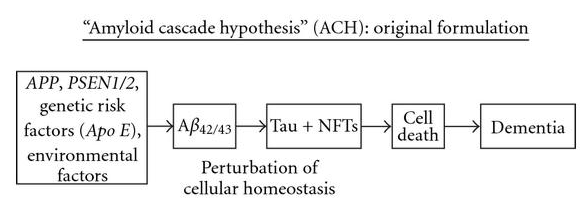 “Amyloid cascade hypothesis” (ACH): original formulation
APP, PSEN1/2,
genetic risk
factors (Apo E),
environmental
factors
Aβ42/43
Tau + NFTs
Cell
death
Dementia
Perturbation of
cellular homeostasis